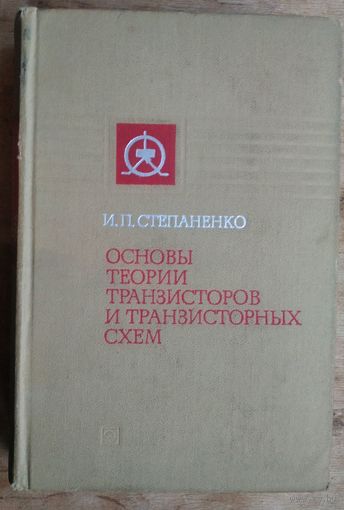 И.П.СТЕПАНЕНКО
ОСНОВЫ
ТЕОРИИ
ТРАНЗИСТОРОВ
И ТРАНЗИСТОРНЫХ
СХЕМ